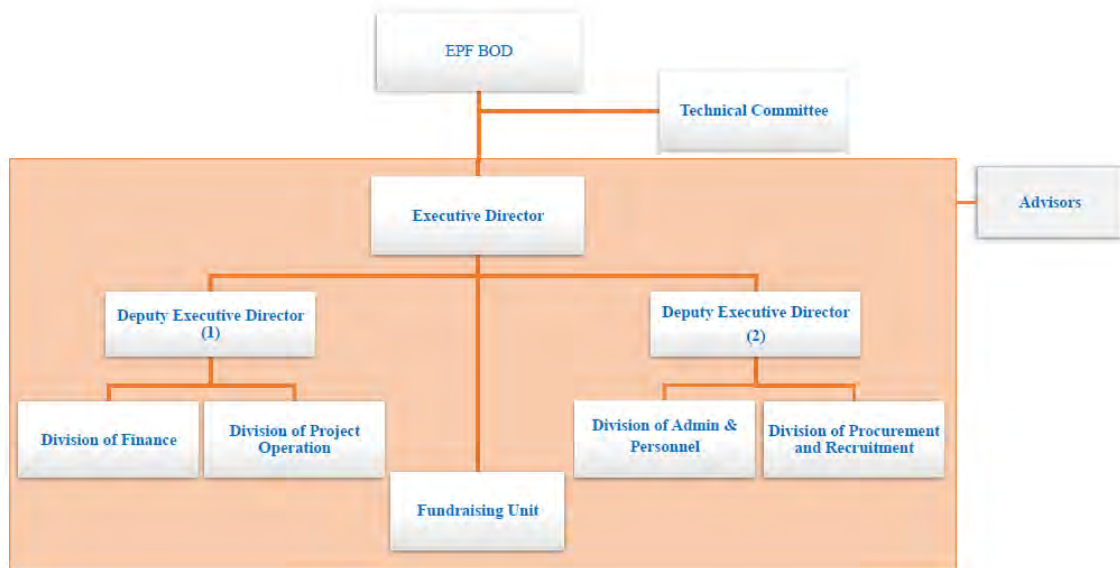 EPF BOD
Technical Committee
Executive Director
Advisors
Deputy Executive Director
(1)
Deputy Executive Director
(2)
Division of Finance
Division of Project
Operation
Division of Admin &
Personnel
Division of Procurement
and Recruitment
Fundraising Unit